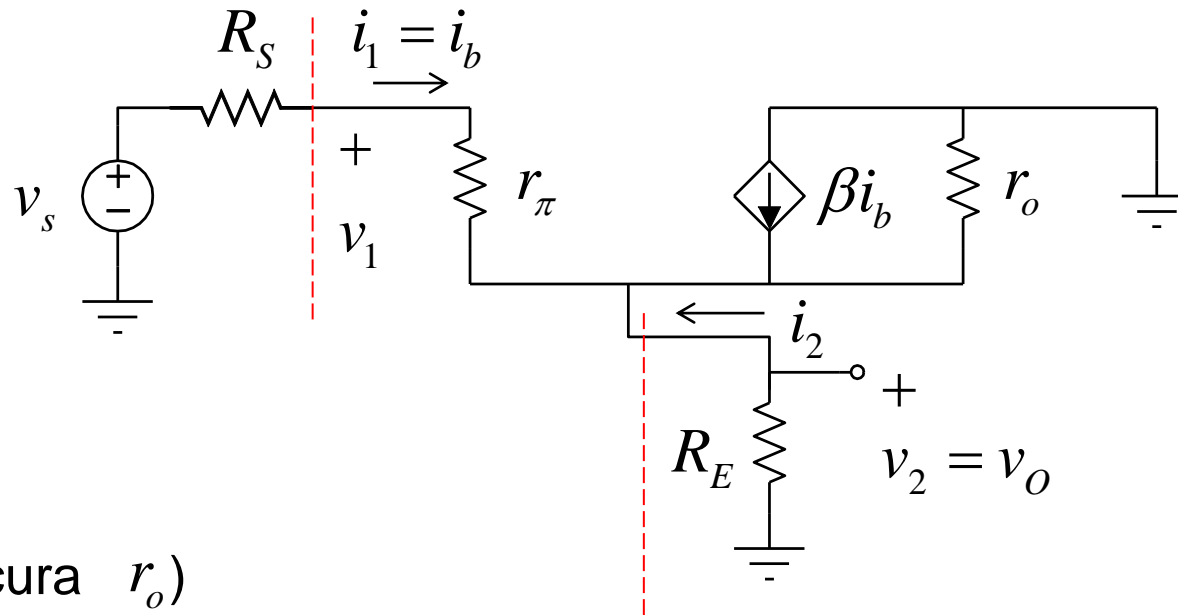 R_S
i_1 = i_b
+
−
v_s
+
v_1
r_π
βi_b
r_o
i_2
R_E
+
v_2 = v_O
cura r_o)